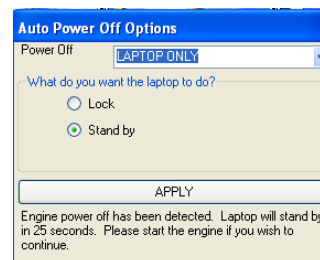 Auto Power Off Options
Power Off
LAPTOP ONLY
What do you want the laptop to do?
Lock
Stand by
APPLY
Engine power off has been detected. Laptop will stand by
in 25 seconds. Please start the engine if you wish to
continue.